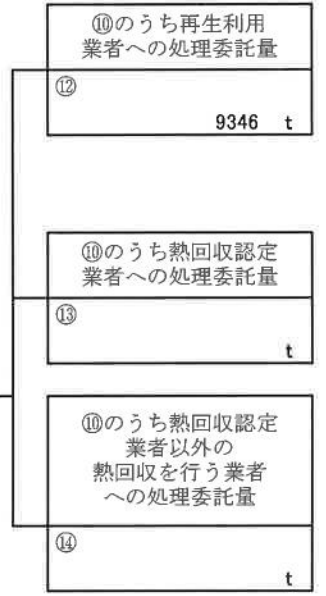 ⑩のうち再生利用
業者への処理委託量
⑫
9346 t
⑩のうち熱回収認定
業者への処理委託量
⑬
t
⑩のうち熱回収認定
業者以外の
熱回収を行う業者
への処理委託量
⑭
t